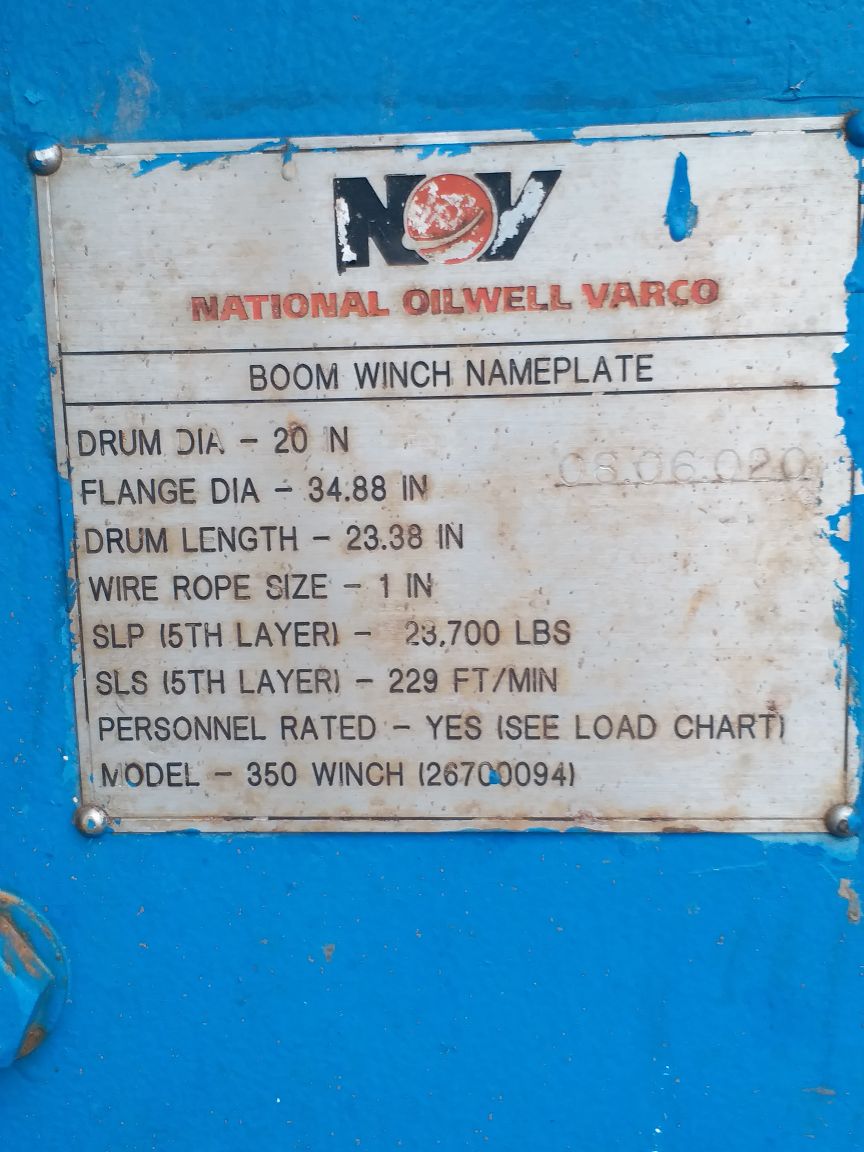 NOV
NATIONAL OILWELL VARCO
BOOM WINCH NAMEPLATE
DRUM DIA - 20 IN
08.06.020
FLANGE DIA - 34.88 IN
DRUM LENGTH - 23.38 IN
WIRE ROPE SIZE - 1 IN
SLP (5TH LAYER) - 23,700 LBS
SLS (5TH LAYER) - 229 FT/MIN
PERSONNEL RATED - YES (SEE LOAD CHART)
MODEL - 350 WINCH (26700094)